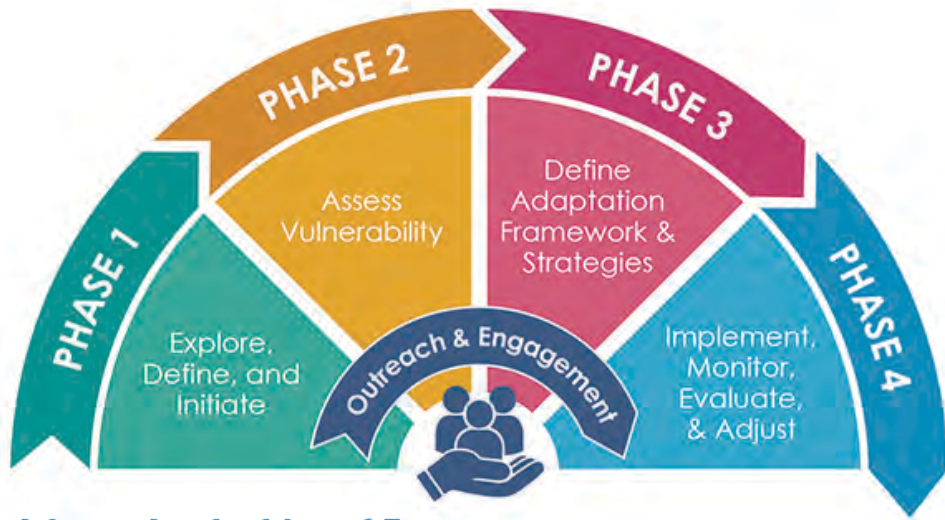 PHASE 1
Explore,
Define, and
Initiate
PHASE 2
Assess
Vulnerability
PHASE 3
Define
Adaptation
Framework &
Strategies
PHASE 4
Implement,
Monitor,
Evaluate,
& Adjust
Outreach & Engagement